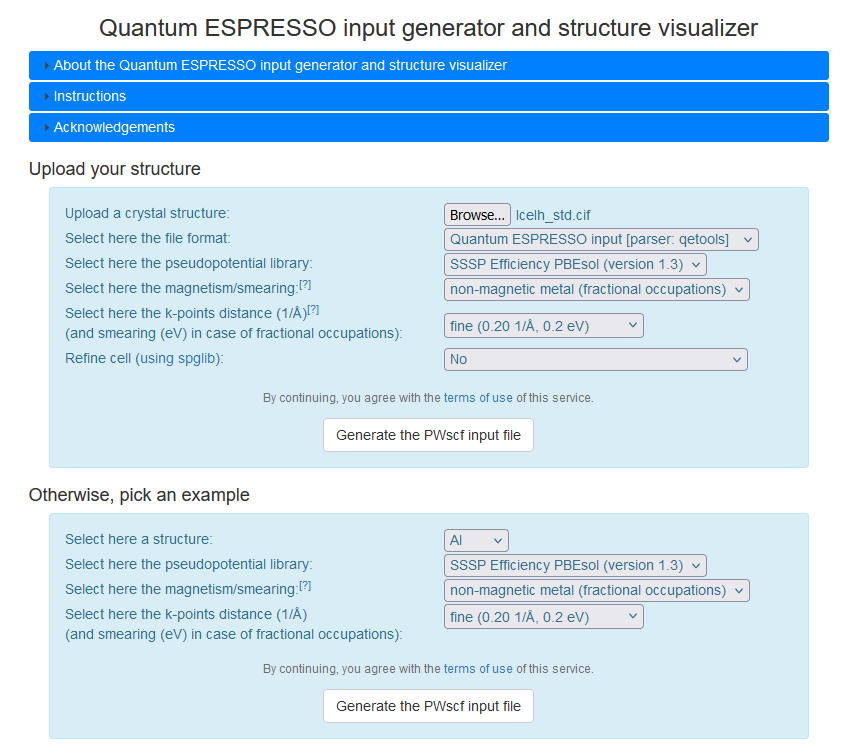 Quantum ESPRESSO input generator and structure visualizer
About the Quantum ESPRESSO input generator and structure visualizer
Instructions
Acknowledgements
Upload your structure
Upload a crystal structure: Browse... Icelh_std.cif
Select here the file format: Quantum ESPRESSO input [parser: qetools]
Select here the pseudopotential library: SSSP Efficiency PBEsol (version 1.3)
Select here the magnetism/smearing:[?] non-magnetic metal (fractional occupations)
Select here the k-points distance (1/Å)[?]
(and smearing (eV) in case of fractional occupations): fine (0.20 1/Å, 0.2 eV)
Refine cell (using spglib): No
By continuing, you agree with the terms of use of this service.
Generate the PWscf input file
Otherwise, pick an example
Select here a structure: Al
Select here the pseudopotential library: SSSP Efficiency PBEsol (version 1.3)
Select here the magnetism/smearing:[?] non-magnetic metal (fractional occupations)
Select here the k-points distance (1/Å)
(and smearing (eV) in case of fractional occupations): fine (0.20 1/Å, 0.2 eV)
By continuing, you agree with the terms of use of this service.
Generate the PWscf input file